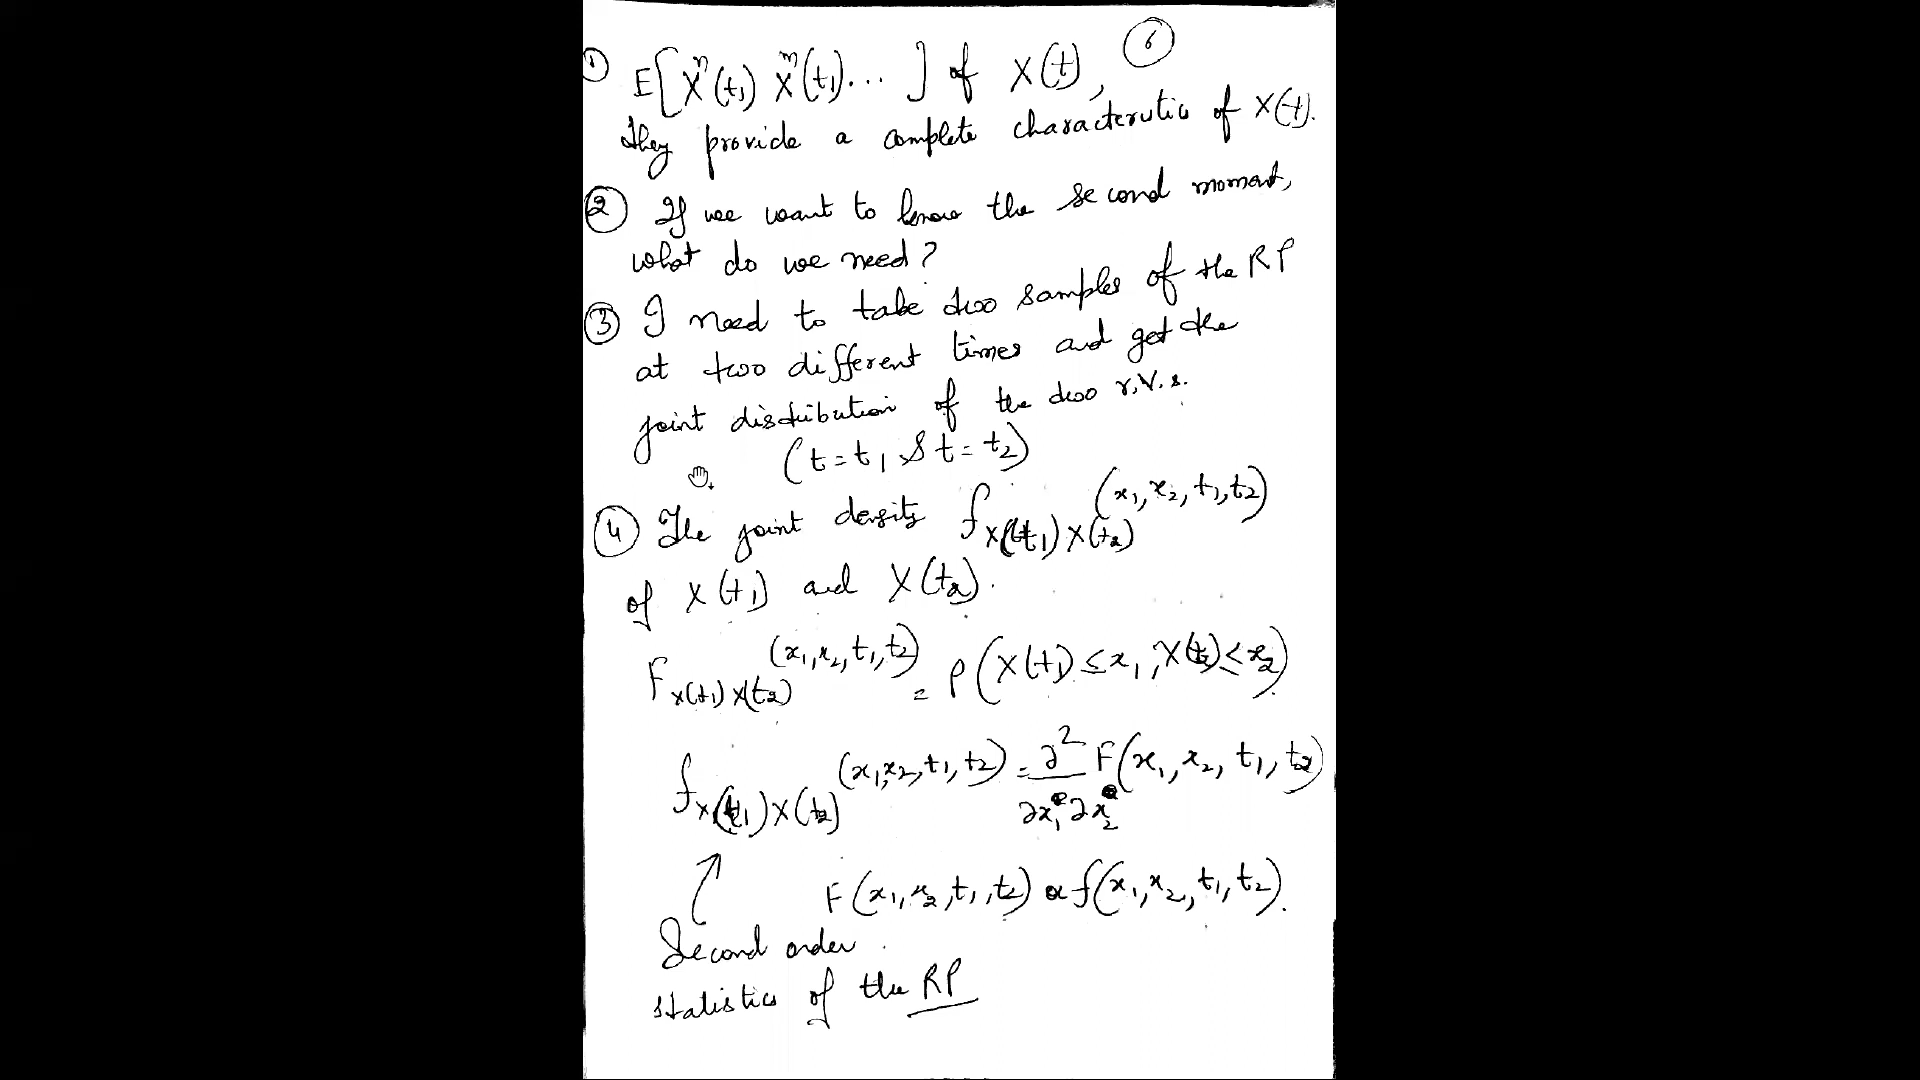 ① E[Xⁿ(t₁) Xᵐ(t₁)...] of X(t), ⑥
They provide a complete characterutic of X(t).
② If we want to know the second moment,
what do we need?
③ I need to take two samples of the RP
at two different times and get the
joint distribution of the two r.V.s.
(t=t₁ & t=t₂)
④ The joint density f X(t₁) X(t₂) (x₁, x₂, t₁, t₂)
of X(t₁) and X(t₂).
F X(t₁) X(t₂) (x₁, x₂, t₁, t₂) = P(X(t₁) ≤ x₁, X(t₂) ≤ x₂)
f X(t₁) X(t₂) (x₁, x₂, t₁, t₂) = ∂² / ∂x₁ ∂x₂ F(x₁, x₂, t₁, t₂)
F(x₁, x₂, t₁, t₂) or f(x₁, x₂, t₁, t₂).
Second order
statistics of the RP